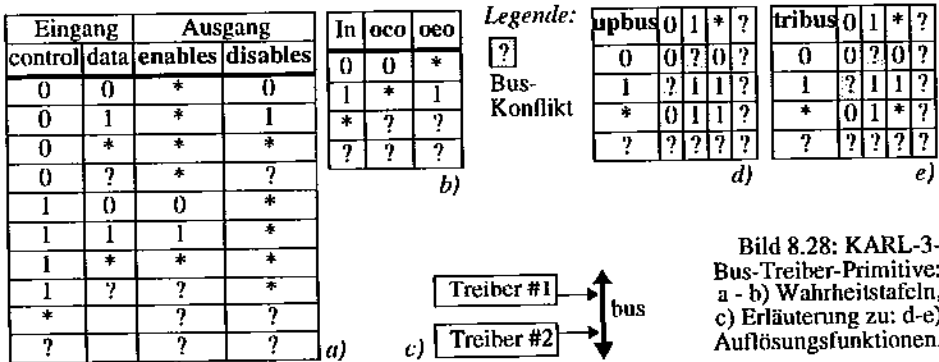 Eingang Ausgang
control data enables disables
0 0 * 0
0 1 * 1
0 * * *
0 ? * ?
1 0 0 *
1 1 1 *
1 * * *
1 ? ? *
* ? ?
? ? ? ?
a)
In oco oeo
0 0 *
1 * 1
* ? ?
? ? ?
b)
Legende:
?
Bus-
Konflikt
upbus 0 1 * ?
0 0 ? 0 ?
1 ? 1 1 ?
* 0 1 1 ?
? ? ? ? ?
d)
tribus 0 1 * ?
0 0 ? 0 ?
1 ? 1 1 ?
* 0 1 * ?
? ? ? ? ?
e)
c)
Treiber #1
Treiber #2
bus
Bild 8.28: KARL-3-
Bus-Treiber-Primitive:
a - b) Wahrheitstafeln,
c) Erläuterung zu: d-e)
Auflösungsfunktionen.